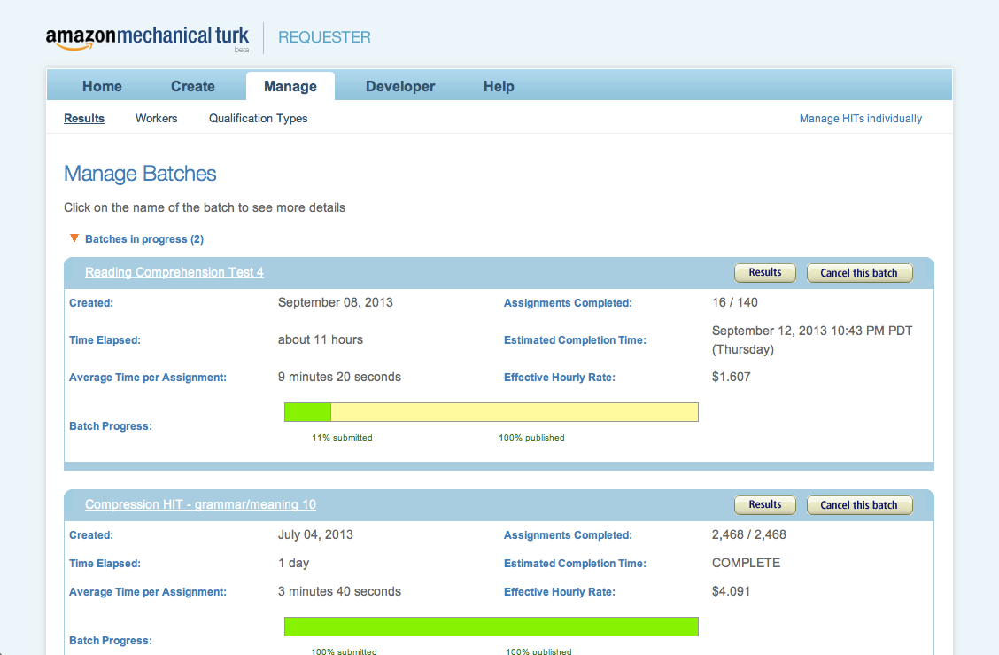 amazonmechanical turk beta REQUESTER
Home Create Manage Developer Help
Results Workers Qualification Types Manage HITs individually
Manage Batches
Click on the name of the batch to see more details
Batches in progress (2)
Reading Comprehension Test 4 Results Cancel this batch
Created: September 08, 2013 Assignments Completed: 16 / 140
Time Elapsed: about 11 hours Estimated Completion Time: September 12, 2013 10:43 PM PDT
(Thursday)
Average Time per Assignment: 9 minutes 20 seconds Effective Hourly Rate: $1.607
Batch Progress:
11% submitted 100% published
Compression HIT - grammar/meaning 10 Results Cancel this batch
Created: July 04, 2013 Assignments Completed: 2,468 / 2,468
Time Elapsed: 1 day Estimated Completion Time: COMPLETE
Average Time per Assignment: 3 minutes 40 seconds Effective Hourly Rate: $4.091
Batch Progress:
100% submitted 100% published